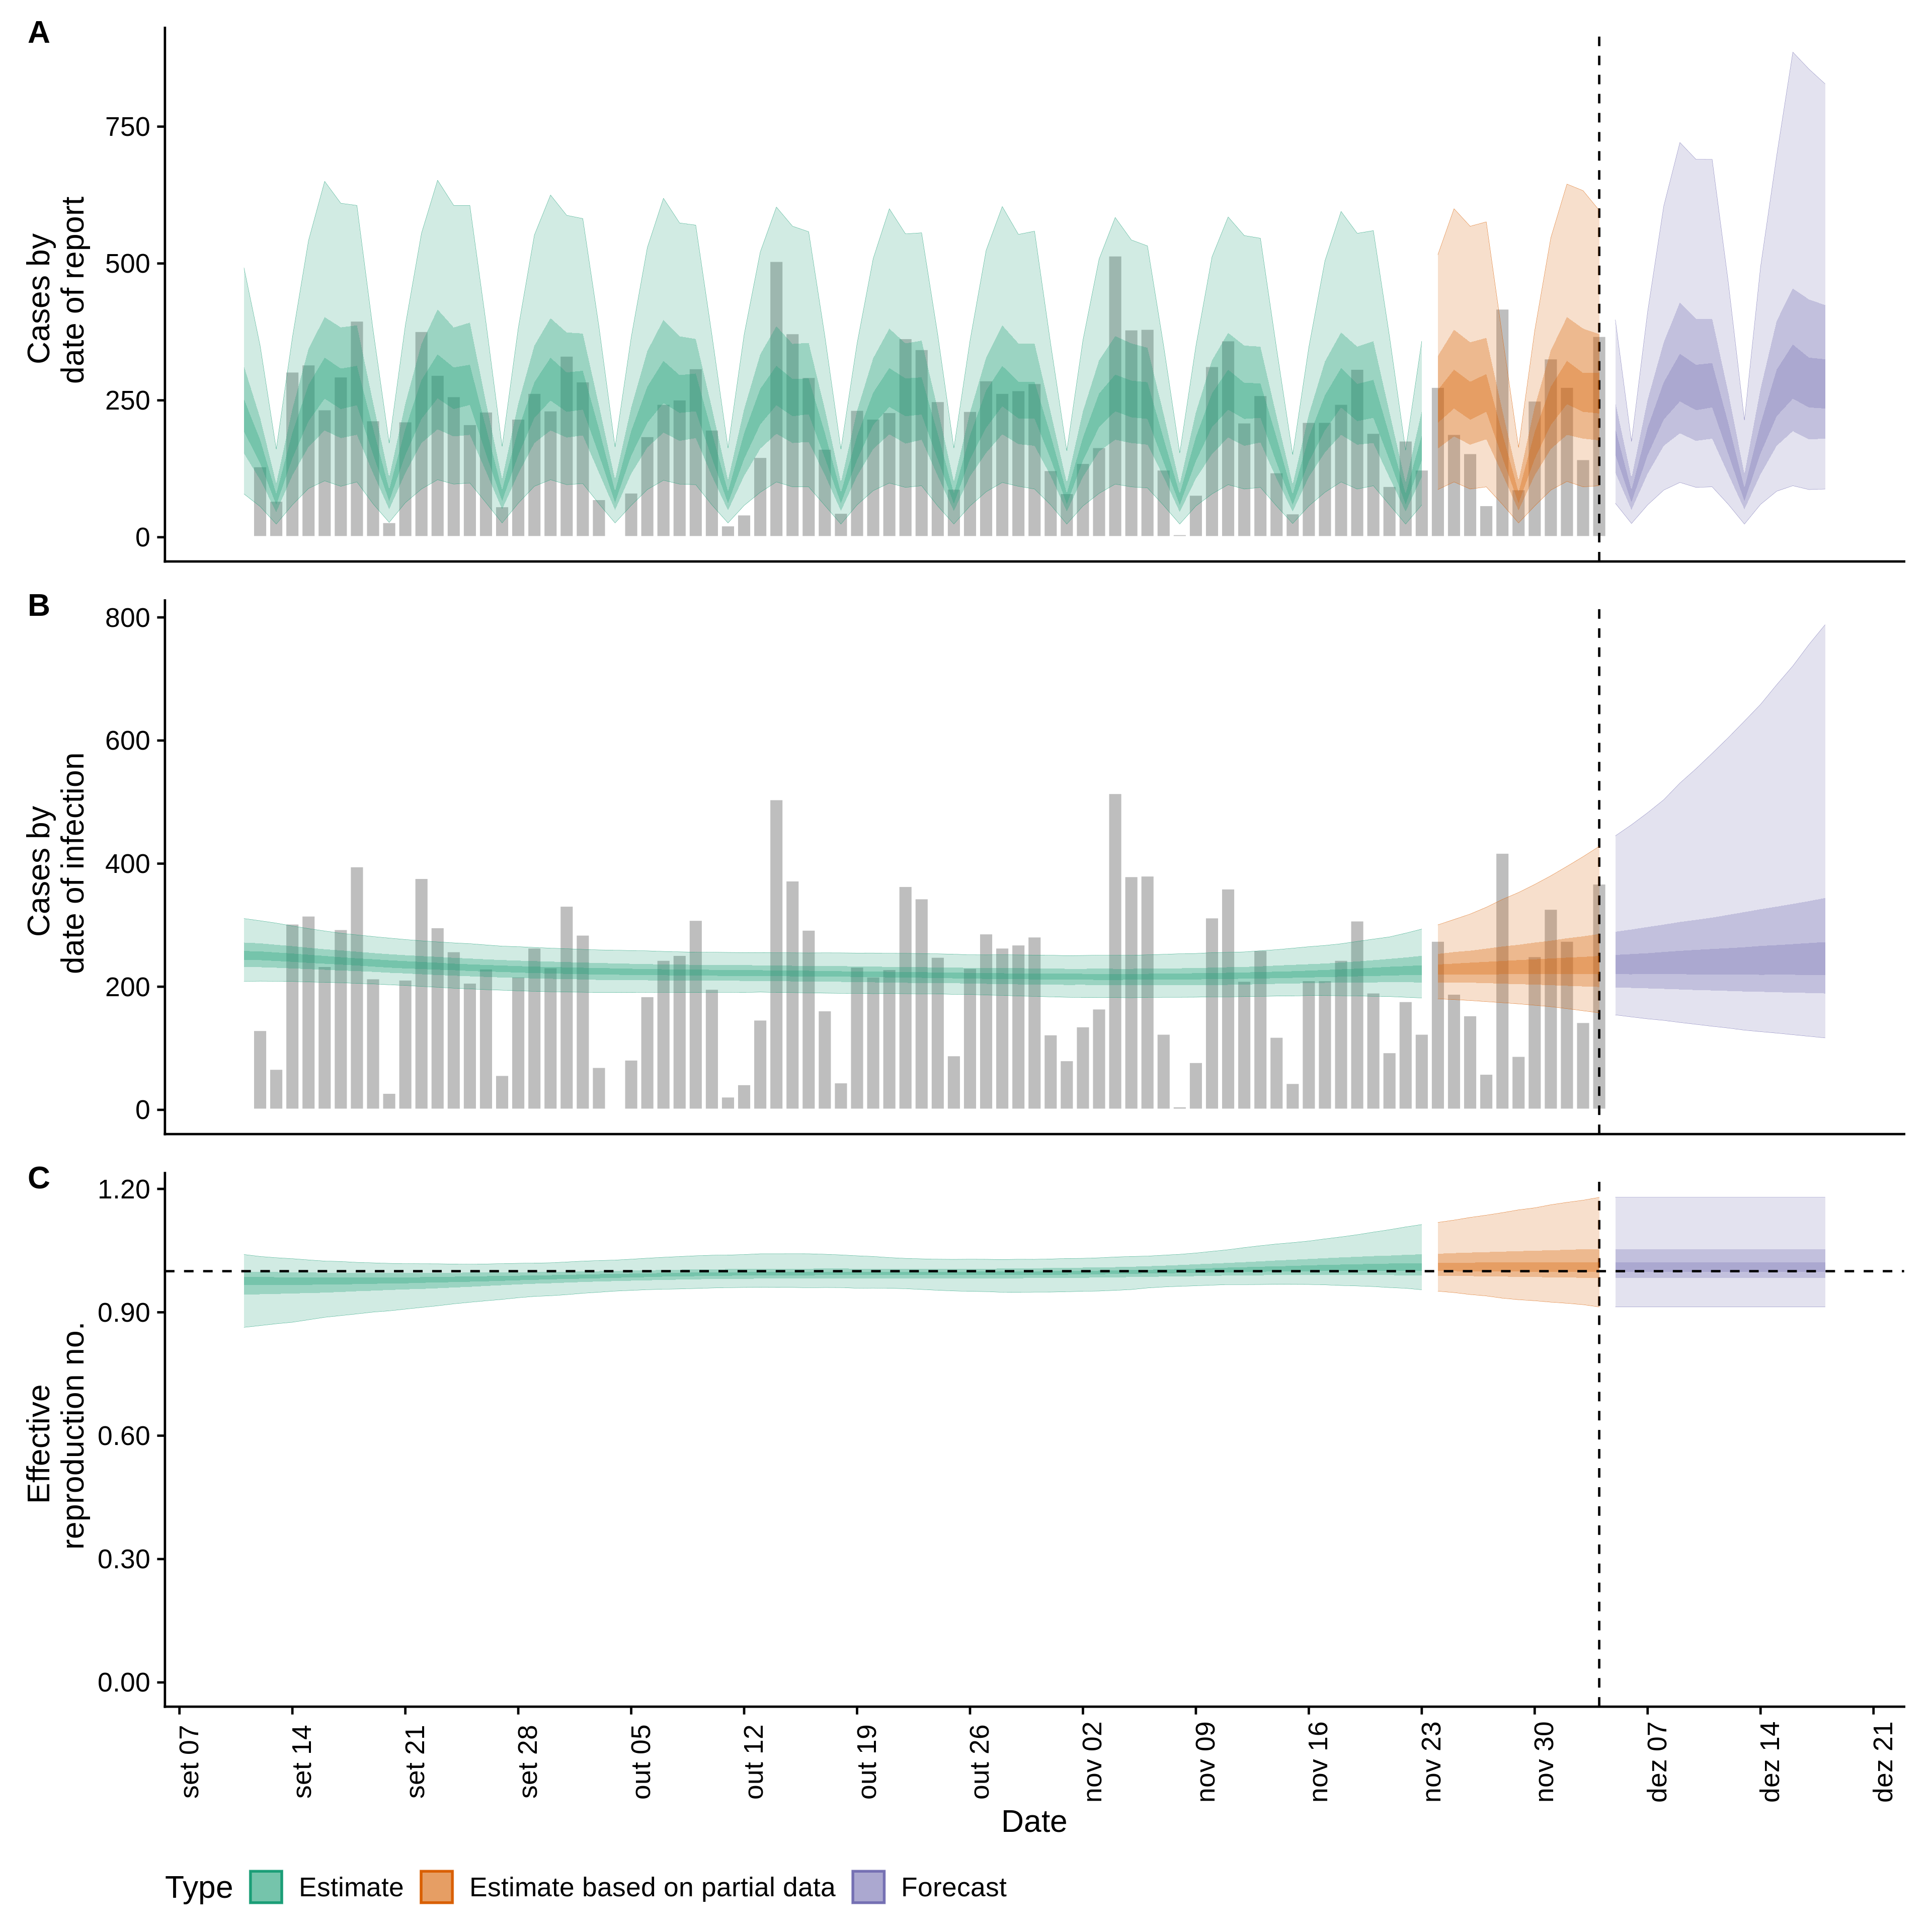 A
Cases by
date of report
750
500
250
0
B
Cases by
date of infection
800
600
400
200
0
C
Effective
reproduction no.
1.20
0.90
0.60
0.30
0.00
set 07
set 14
set 21
set 28
out 05
out 12
out 19
out 26
nov 02
nov 09
nov 16
nov 23
nov 30
dez 07
dez 14
dez 21
Date
Type Estimate Estimate based on partial data Forecast